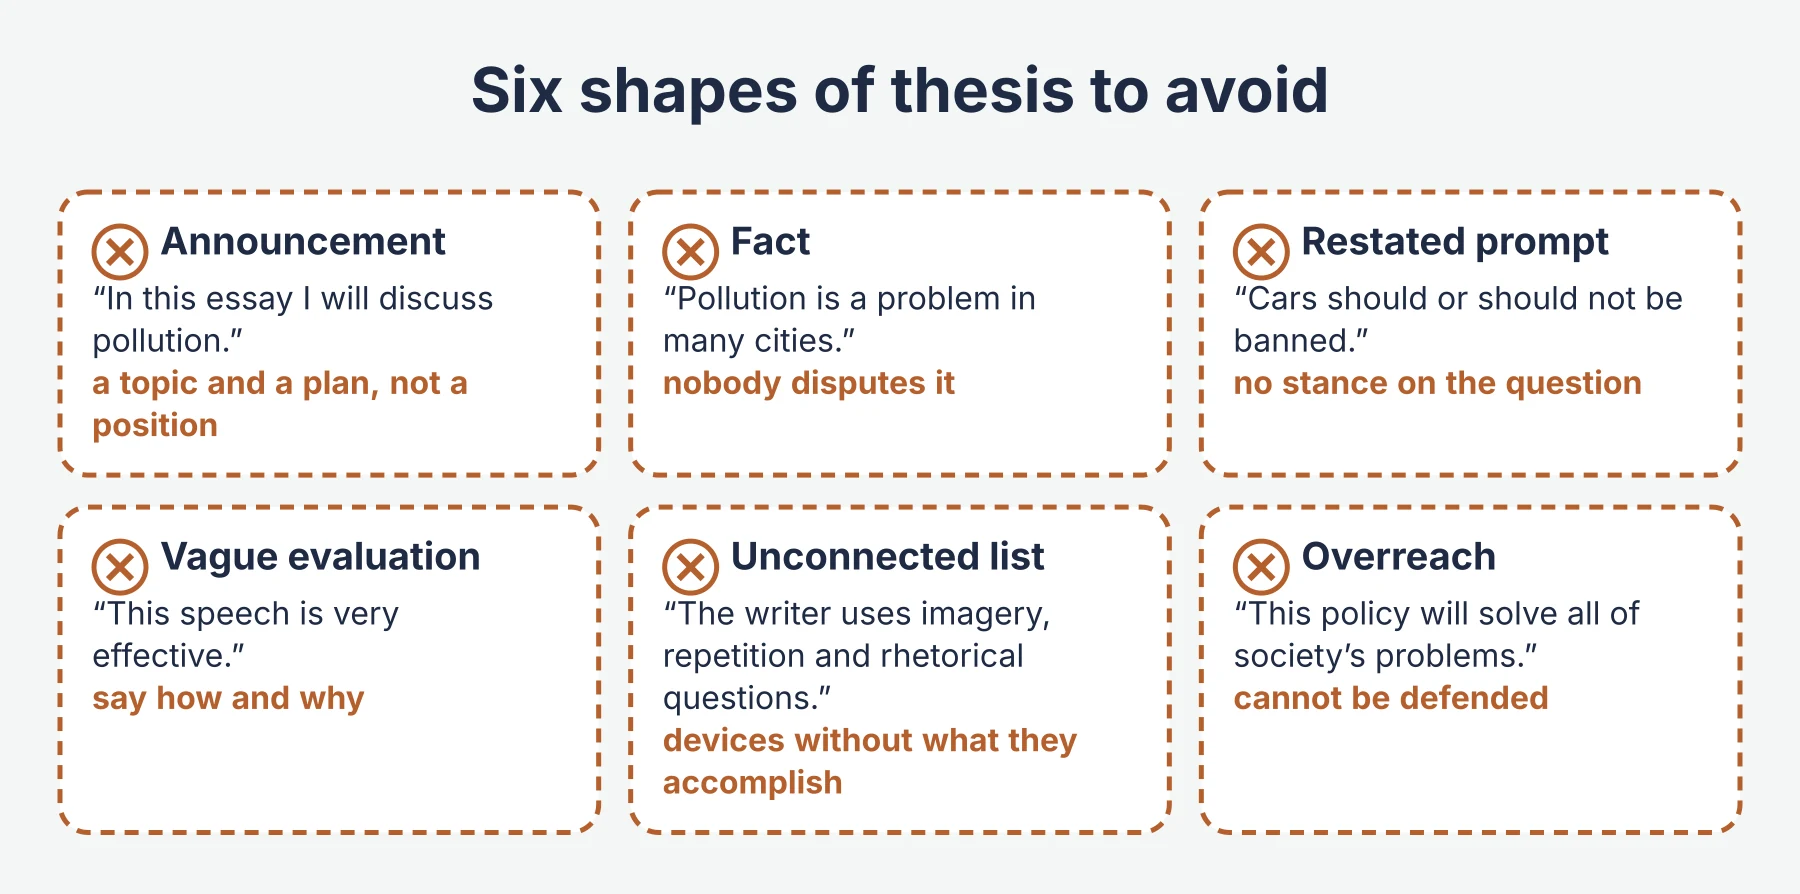 Six shapes of thesis to avoid
Announcement
“In this essay I will discuss
pollution.”
a topic and a plan, not a
position
Fact
“Pollution is a problem in
many cities.”
nobody disputes it
Restated prompt
“Cars should or should not be
banned.”
no stance on the question
Vague evaluation
“This speech is very
effective.”
say how and why
Unconnected list
“The writer uses imagery,
repetition and rhetorical
questions.”
devices without what they
accomplish
Overreach
“This policy will solve all of
society’s problems.”
cannot be defended